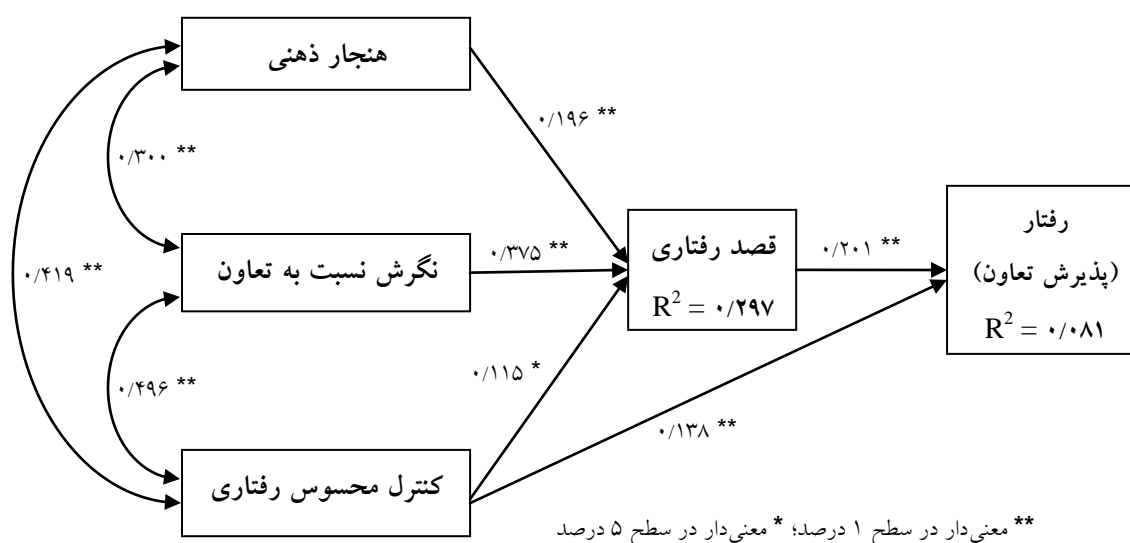 هنجار ذهنی
۰/۱۹۶ **
۰/۳۰۰ **
رفتار
(پذیرش تعاون)
R² = ۰/۰۸۱
قصد رفتاری
R² = ۰/۲۹۷
۰/۲۰۱ **
نگرش نسبت به تعاون
۰/۳۷۵ **
۰/۴۱۹ **
۰/۴۹۶ **
۰/۱۱۵ *
۰/۱۳۸ **
کنترل محسوس رفتاری
** معنی‌دار در سطح ۱ درصد؛ * معنی‌دار در سطح ۵ درصد